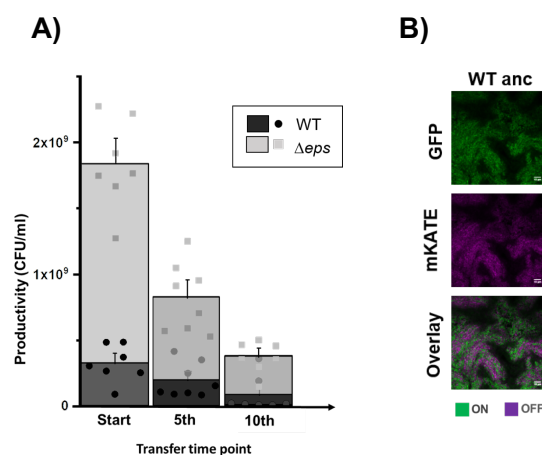 A)
B)
Productivity (CFU/ml)
2x10⁹
1x10⁹
0
WT
Δeps
Start
5th
10th
Transfer time point
WT anc
GFP
mKATE
Overlay
ON
OFF